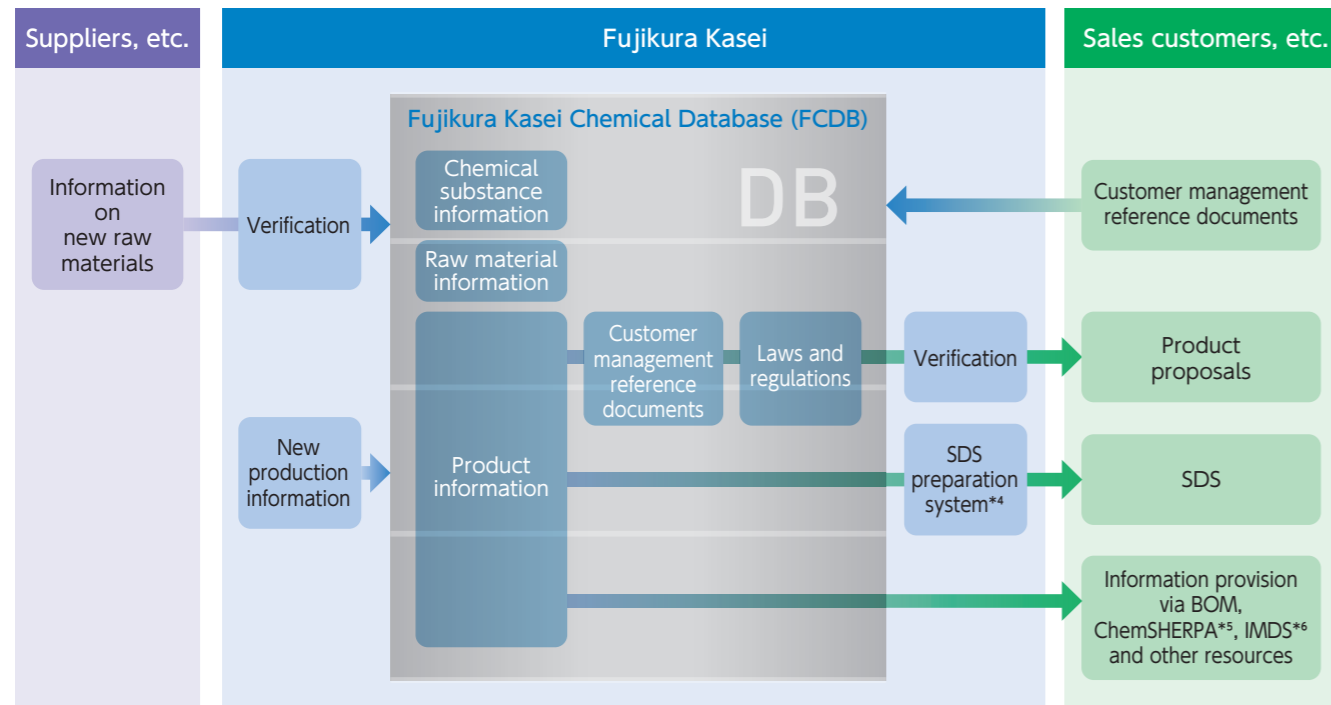 Suppliers, etc.
Fujikura Kasei
Sales customers, etc.
Fujikura Kasei Chemical Database (FCDB)
DB
Information
on
new raw
materials
Verification
Chemical
substance
information
Raw material
information
Customer management
reference documents
New
production
information
Product
information
Customer
management
reference
documents
Laws and
regulations
Verification
Product
proposals
SDS
preparation
system*4
SDS
Information provision
via BOM,
ChemSHERPA*5, IMDS*6
and other resources